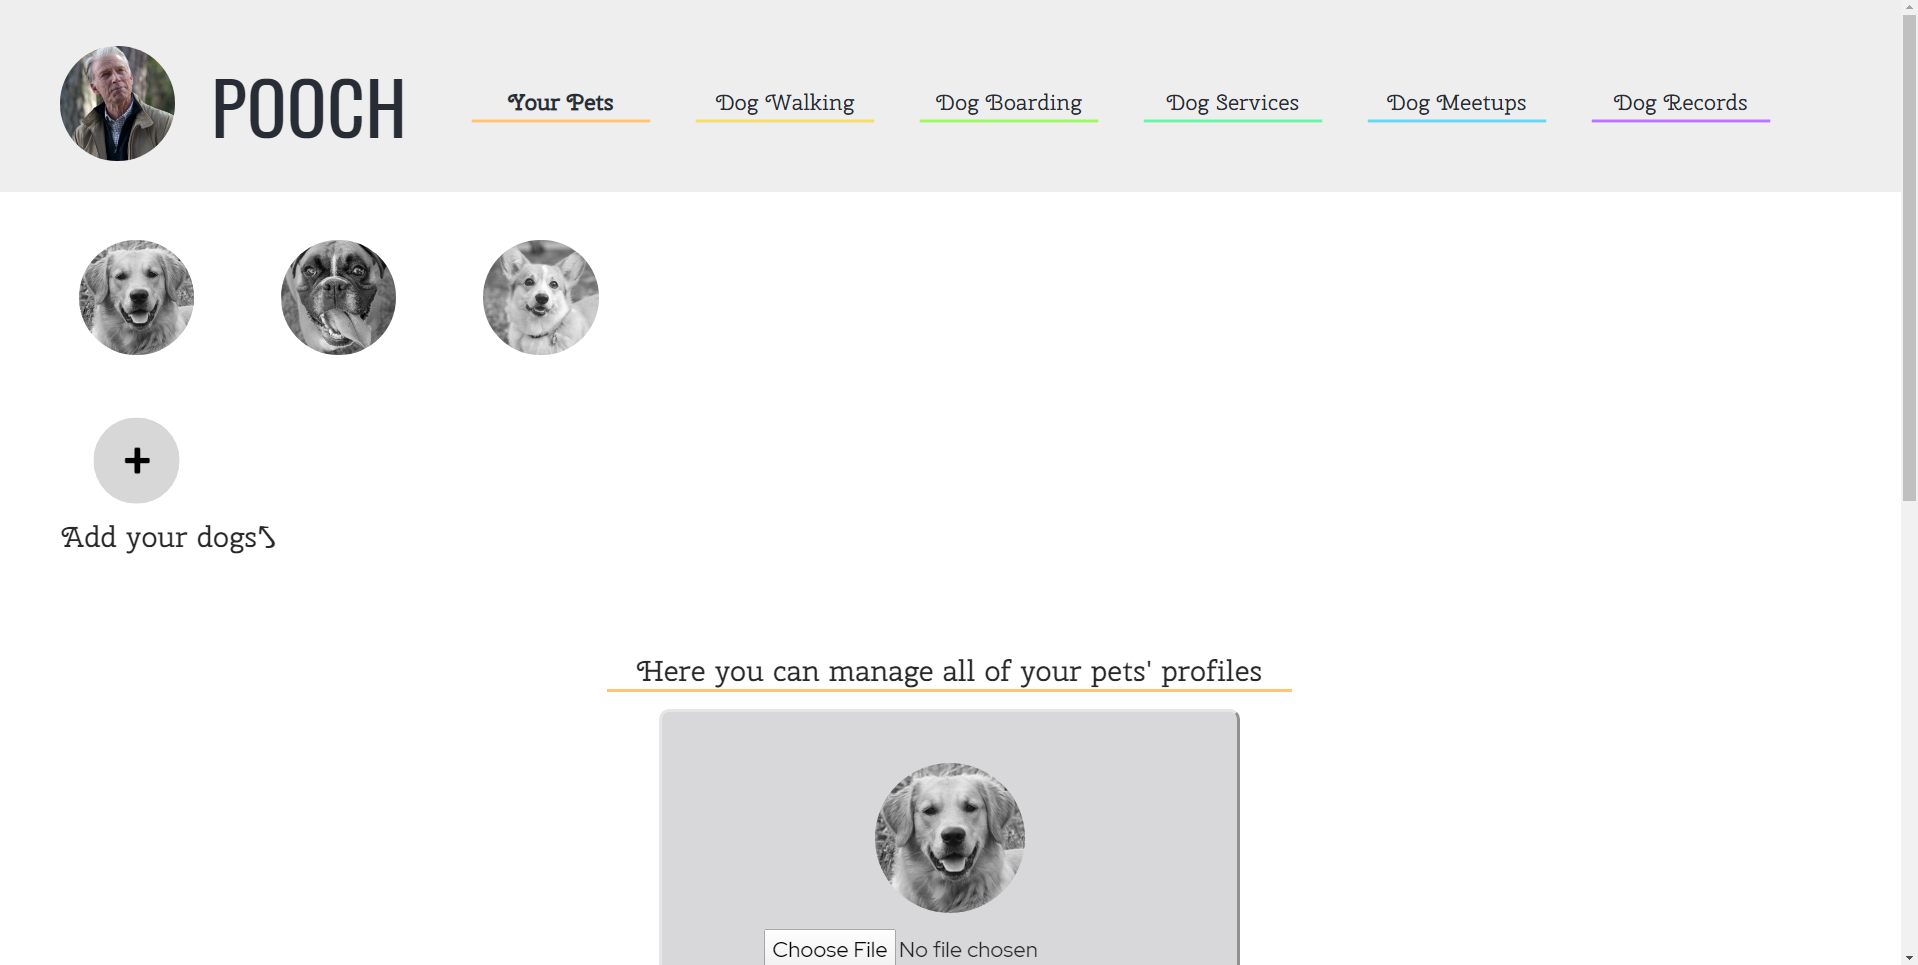 POOCH
Your Pets
Dog Walking
Dog Boarding
Dog Services
Dog Meetups
Dog Records
Add your dogs⤣
Here you can manage all of your pets' profiles
Choose File No file chosen